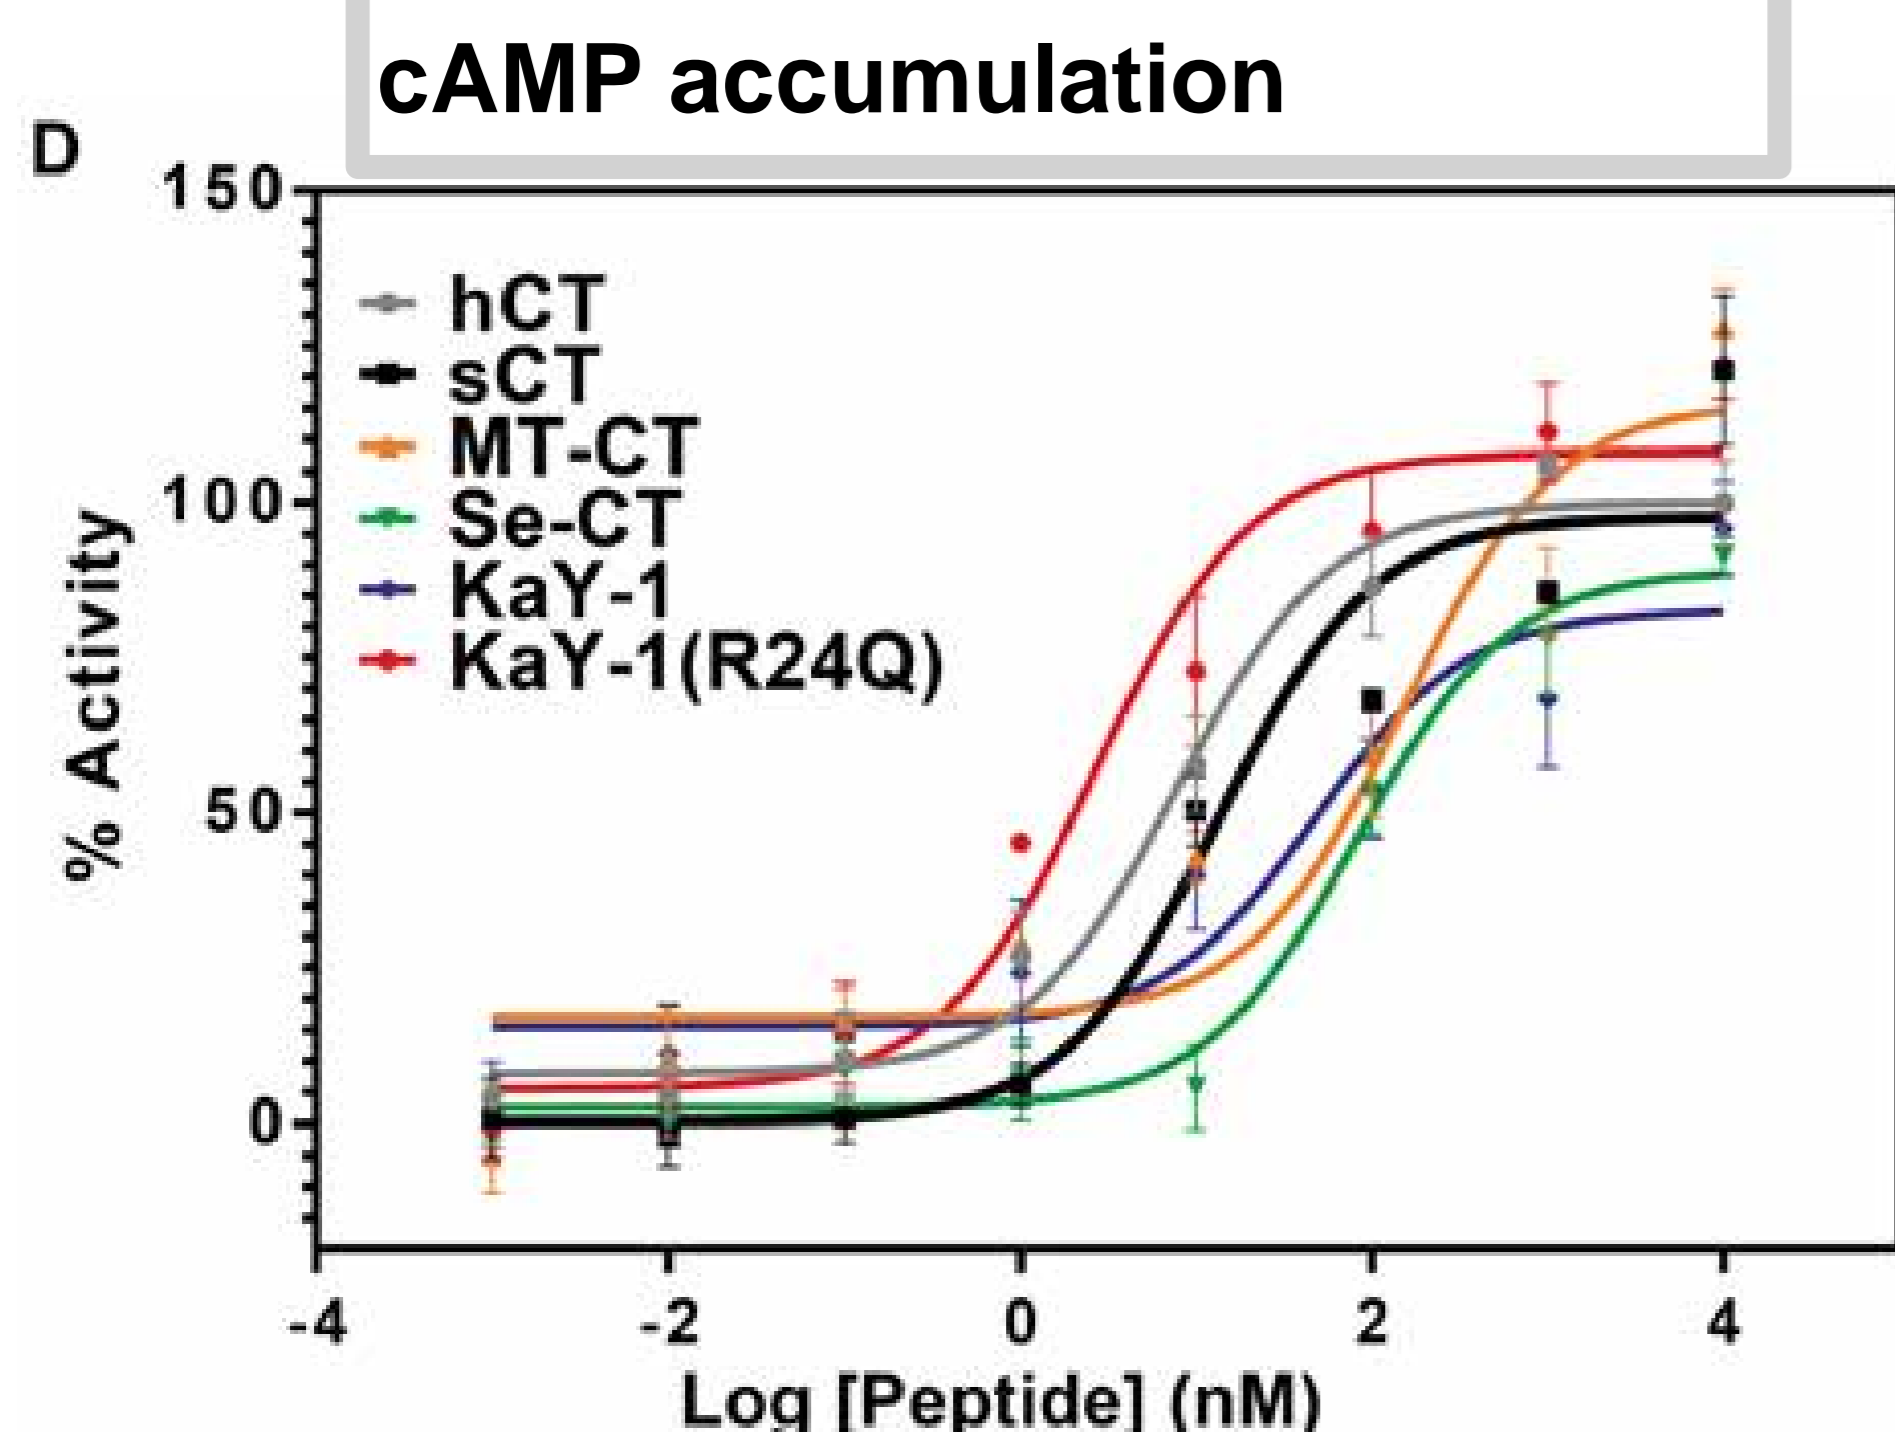 cAMP accumulation
D
150
100
50
0
% Activity
hCT
sCT
MT-CT
Se-CT
KaY-1
KaY-1(R24Q)
-4 -2 0 2 4
Log [Peptide] (nM)